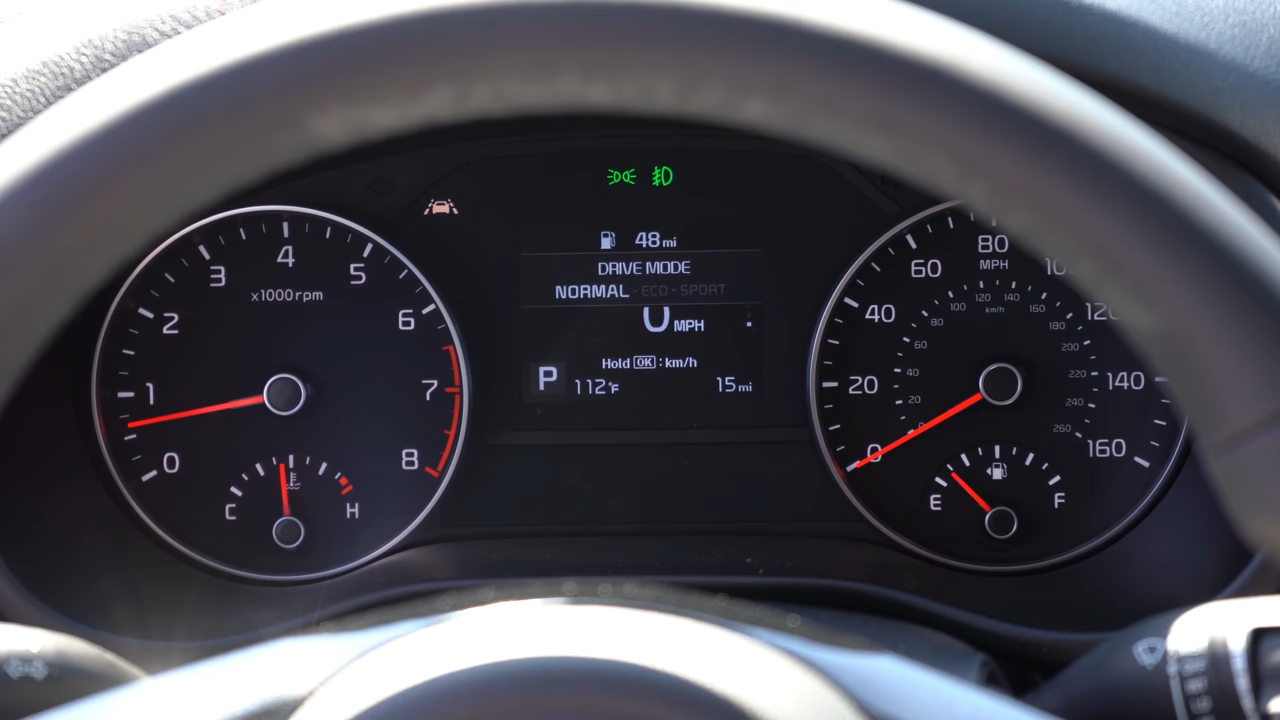 48mi
DRIVE MODE
NORMAL - ECO - SPORT
0 MPH
Hold OK : km/h
P 112°F 15mi
0
1
2
3
4
5
6
7
8
x1000rpm
C H
0
20
40
60
80
120
140
160
MPH
20
40
60
80
100
120
140
160
180
200
220
240
260
km/h
E F